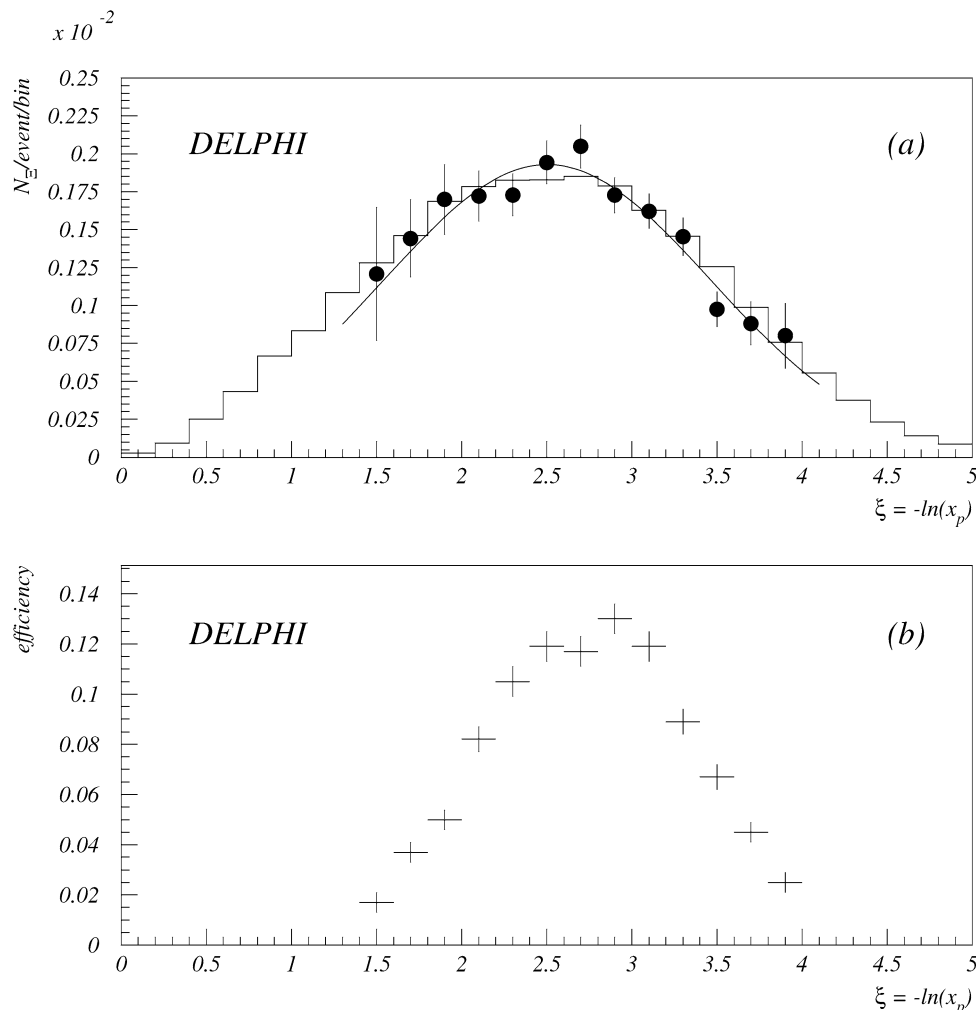 x 10 -2
N Ξ/event/bin
0.25
0.225
0.2
0.175
0.15
0.125
0.1
0.075
0.05
0.025
0
DELPHI
(a)
0 0.5 1 1.5 2 2.5 3 3.5 4 4.5 5
ξ = -ln(x p)
efficiency
0.14
0.12
0.1
0.08
0.06
0.04
0.02
0
DELPHI
(b)
0 0.5 1 1.5 2 2.5 3 3.5 4 4.5 5
ξ = -ln(x p)